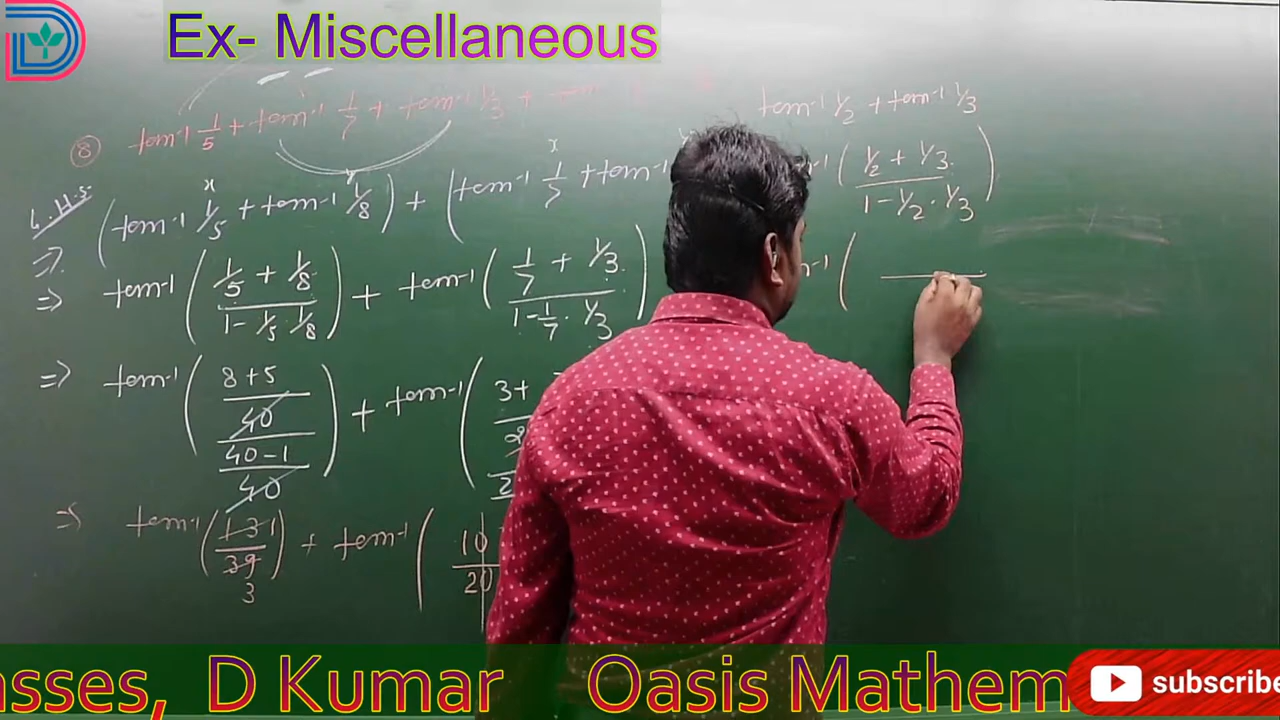 Ex- Miscellaneous
⑧ tan-1 1/5 + tan-1 1/7 + tan-1 1/3 +
L.H.S
⇒ (tan-1 1/5 + tan-1 1/8) + (tan-1 1/7 + tan-1
x y x
⇒ tan-1 ((1/5 + 1/8)/(1 - 1/5 . 1/8)) + tan-1 ((1/7 + 1/3)/(1 - 1/7 . 1/3))
⇒ tan-1 (((8+5)/40)/((40-1)/40)) + tan-1 (3+
⇒ tan-1 (13 1/39 3) + tan-1 (10/20
tan-1 1/2 + tan-1 1/3
((1/2 + 1/3)/(1 - 1/2 . 1/3))
n-1 (
asses, D Kumar Oasis Mathem
subscribe